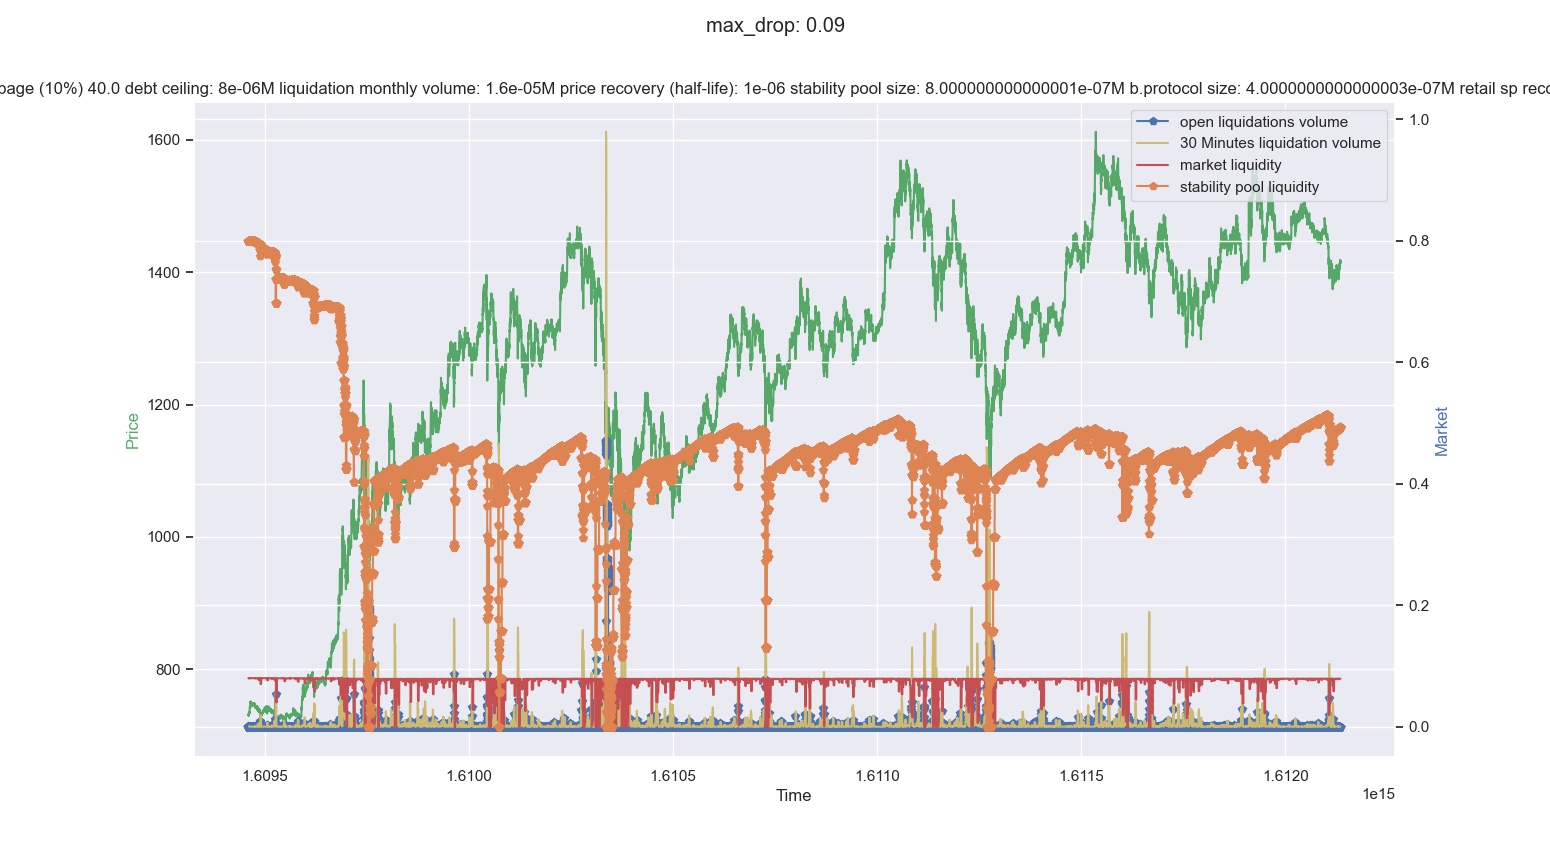 max_drop: 0.09
(10%) 40.0 debt ceiling: 8e-06M liquidation monthly volume: 1.6e-05M price recovery (half-life): 1e-06 stability pool size: 8.000000000000001e-07M b.protocol size: 4.0000000000000003e-07M retail sp
open liquidations volume
30 Minutes liquidation volume
market liquidity
stability pool liquidity
1600
1400
1200
1000
800
Price
1.0
0.8
0.6
0.4
0.2
0.0
Market
1.6095 1.6100 1.6105 1.6110 1.6115 1.6120
1e15
Time